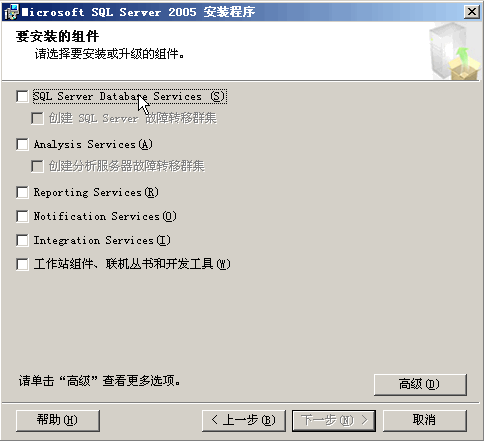 Microsoft SQL Server 2005 安装程序
要安装的组件
请选择要安装或升级的组件。
SQL Server Database Services (S)
创建 SQL Server 故障转移群集
Analysis Services(A)
创建分析服务器故障转移群集
Reporting Services(R)
Notification Services(O)
Integration Services(I)
工作站组件、联机丛书和开发工具(W)
请单击“高级”查看更多选项。
高级(D)
帮助(H)
< 上一步(B)
下一步(N) >
取消